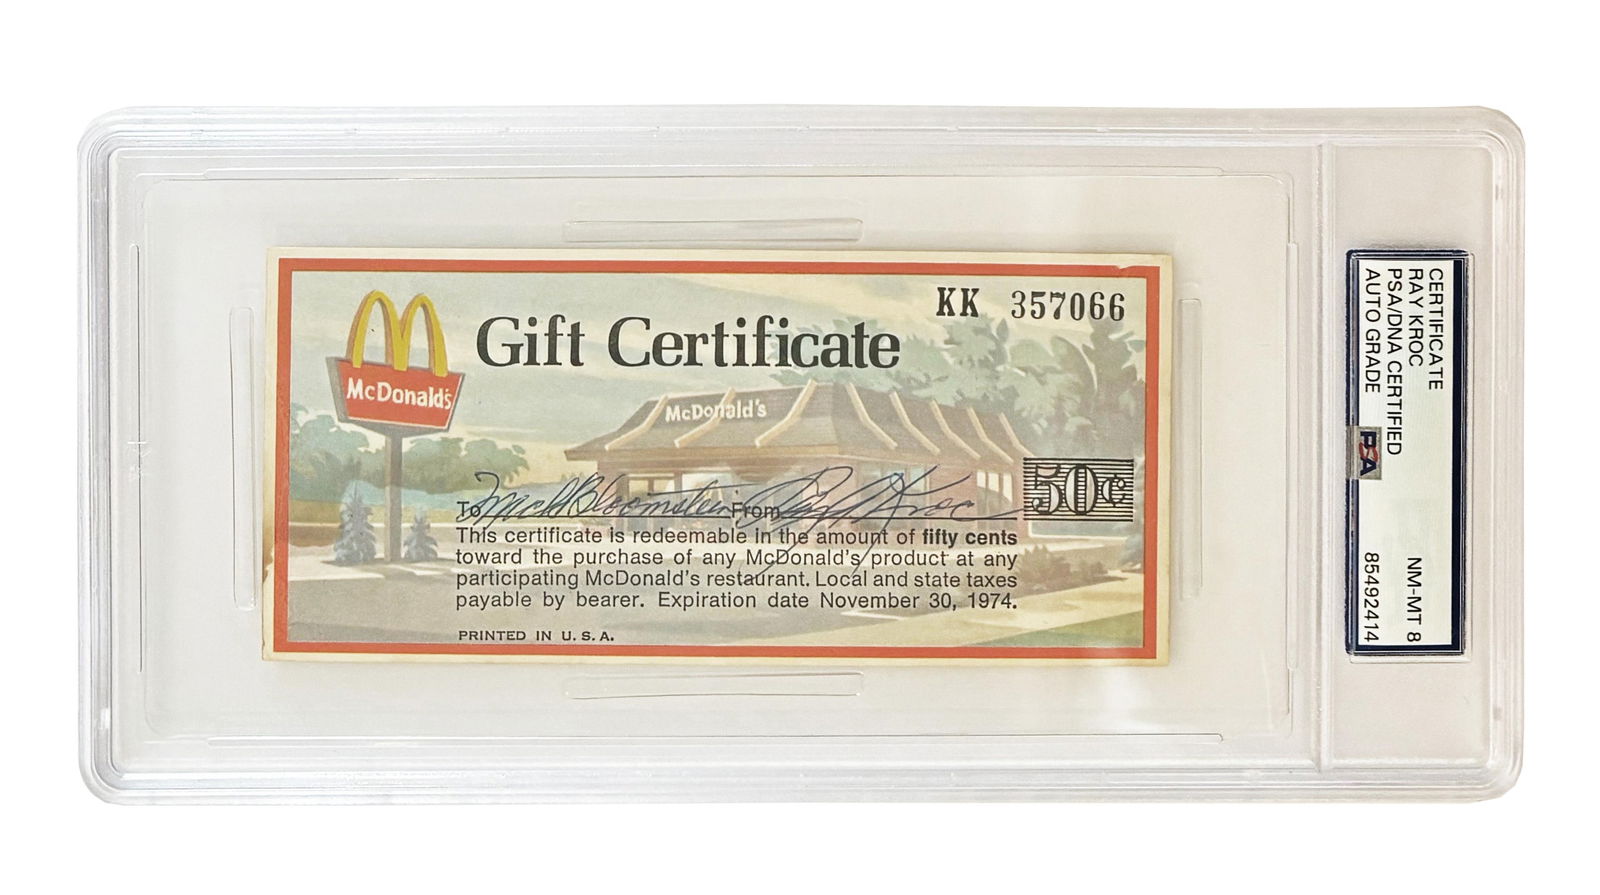 KK 357066
Gift Certificate
McDonald's
McDonald's
50¢
To Mack Bloomstein From Ray A Kroc
This certificate is redeemable in the amount of fifty cents
toward the purchase of any McDonald's product at any
participating McDonald's restaurant. Local and state taxes
payable by bearer. Expiration date November 30, 1974.
PRINTED IN U. S. A.
CERTIFICATE
RAY KROC
PSA/DNA CERTIFIED
AUTO GRADE
NM-MT 8
85492414
PSA